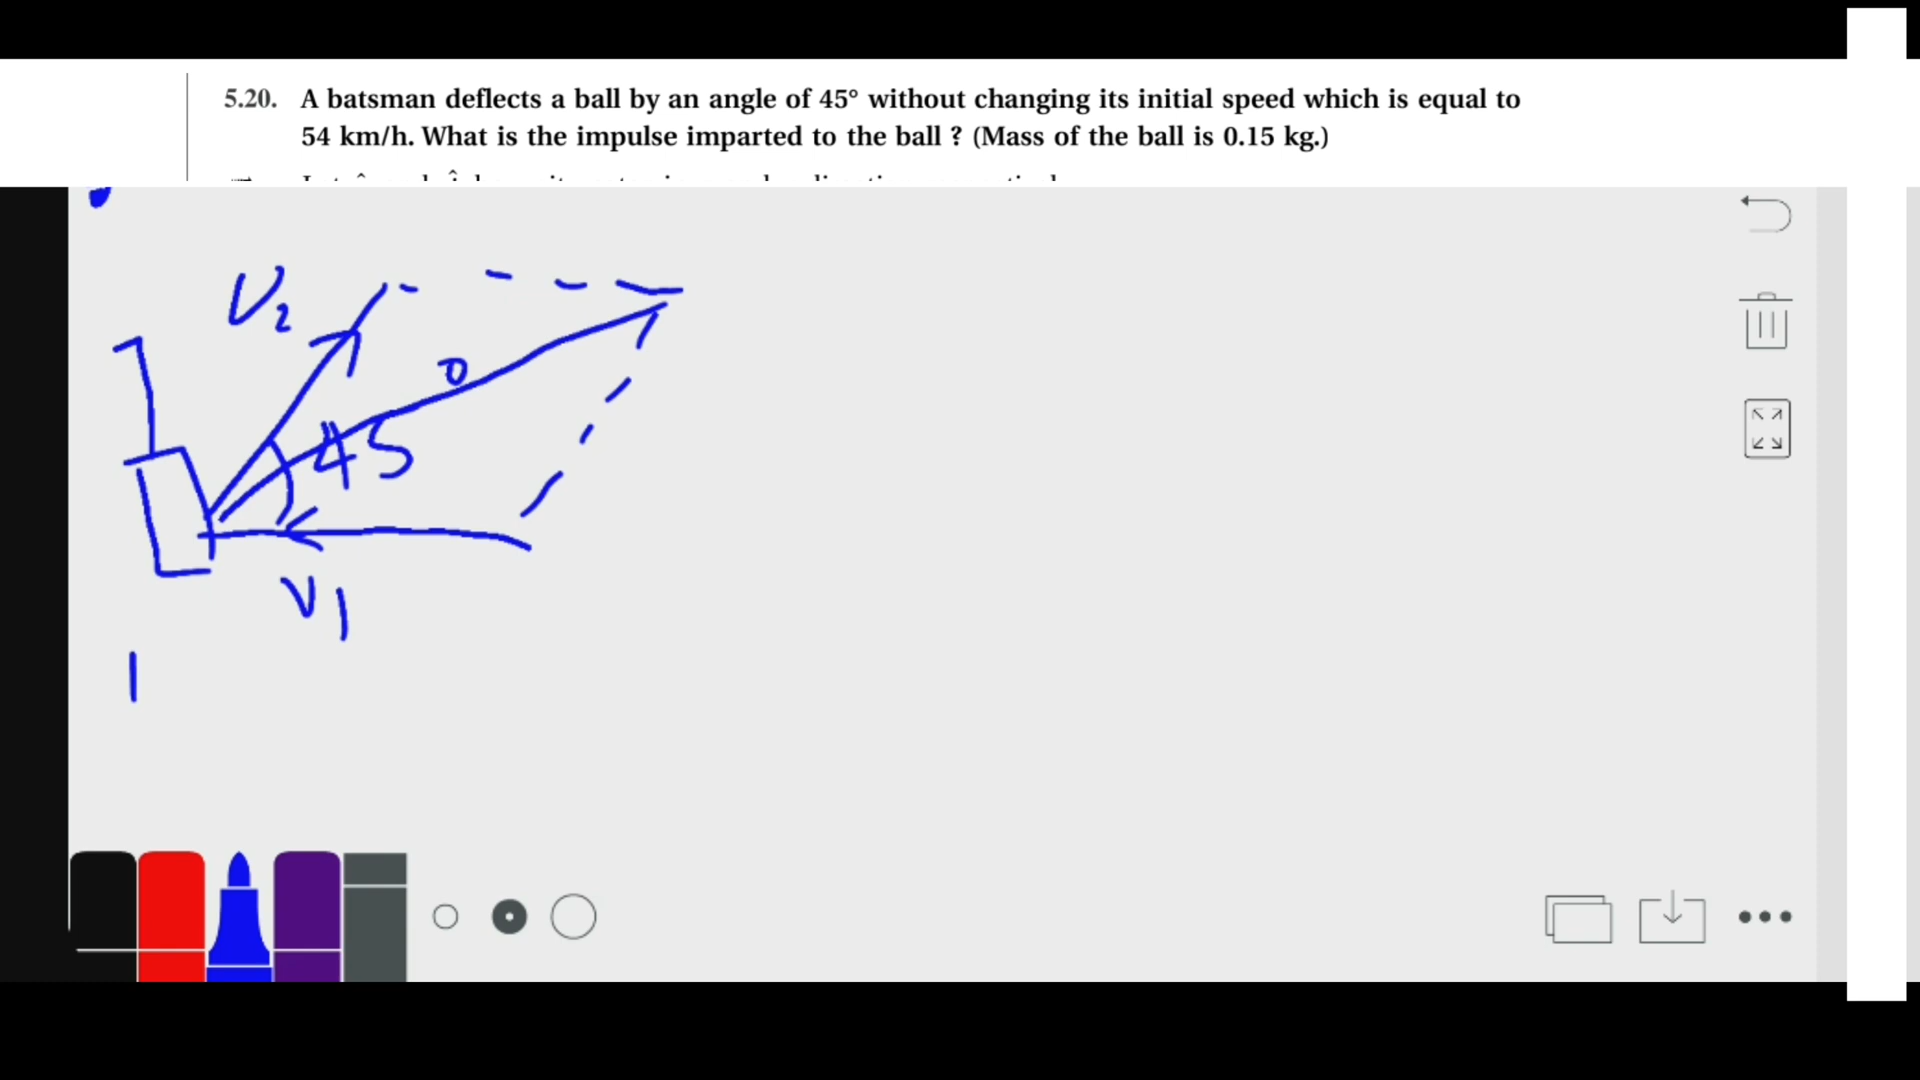 5.20. A batsman deflects a ball by an angle of 45° without changing its initial speed which is equal to
54 km/h. What is the impulse imparted to the ball ? (Mass of the ball is 0.15 kg.)
V2
0
45
V1
1